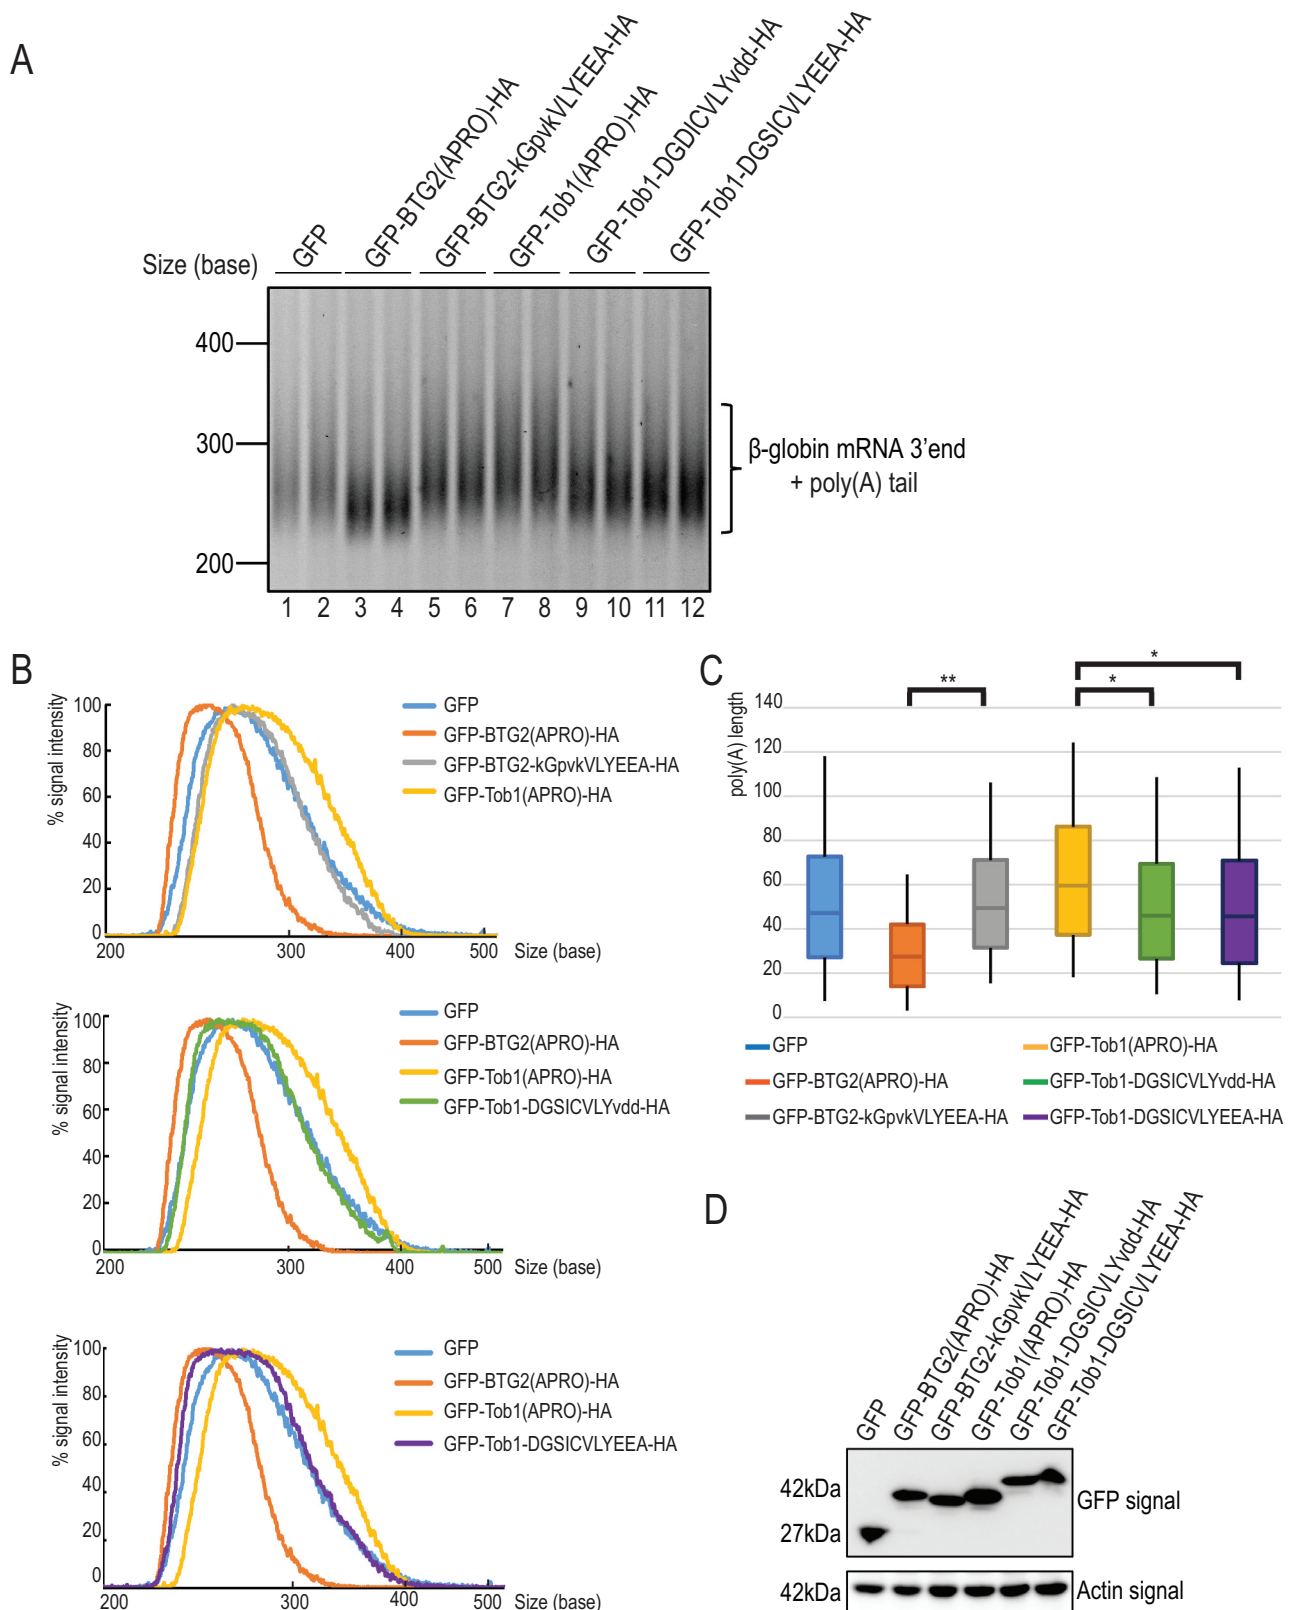 A
GFP
GFP-BTG2(APRO)-HA
GFP-BTG2-kGpvkVLYEEA-HA
GFP-Tob1(APRO)-HA
GFP-Tob1-DGDICVLYvdd-HA
GFP-Tob1-DGSICVLYEEA-HA
Size (base)
400
300
200
β-globin mRNA 3’end
+ poly(A) tail
1 2 3 4 5 6 7 8 9 10 11 12
B
% signal intensity
100
80
60
40
20
0
200 300 400 500 Size (base)
GFP
GFP-BTG2(APRO)-HA
GFP-BTG2-kGpvkVLYEEA-HA
GFP-Tob1(APRO)-HA
% signal intensity
100
80
60
40
20
0
200 300 400 500 Size (base)
GFP
GFP-BTG2(APRO)-HA
GFP-Tob1(APRO)-HA
GFP-Tob1-DGSICVLYvdd-HA
% signal intensity
100
80
60
40
20
0
200 300 400 500 Size (base)
GFP
GFP-BTG2(APRO)-HA
GFP-Tob1(APRO)-HA
GFP-Tob1-DGSICVLYEEA-HA
C
poly(A) length
140
120
100
80
60
40
20
0
**
*
*
GFP
GFP-BTG2(APRO)-HA
GFP-BTG2-kGpvkVLYEEA-HA
GFP-Tob1(APRO)-HA
GFP-Tob1-DGSICVLYvdd-HA
GFP-Tob1-DGSICVLYEEA-HA
D
GFP
GFP-BTG2(APRO)-HA
GFP-BTG2-kGpvkVLYEEA-HA
GFP-Tob1(APRO)-HA
GFP-Tob1-DGSICVLYvdd-HA
GFP-Tob1-DGSICVLYEEA-HA
42kDa
27kDa
GFP signal
42kDa
Actin signal